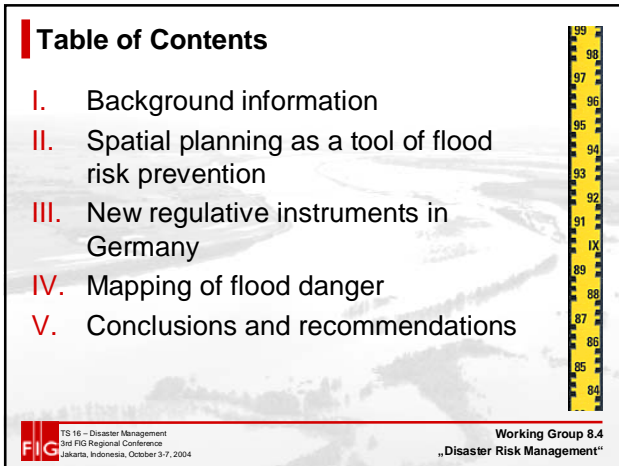 Table of Contents
I. Background information
II. Spatial planning as a tool of flood
risk prevention
III. New regulative instruments in
Germany
IV. Mapping of flood danger
V. Conclusions and recommendations
99
98
97
96
95
94
93
92
91
IX
89
88
87
86
85
84
FIG
TS 16 – Disaster Management
3rd FIG Regional Conference
Jakarta, Indonesia, October 3-7, 2004
Working Group 8.4
„Disaster Risk Management“